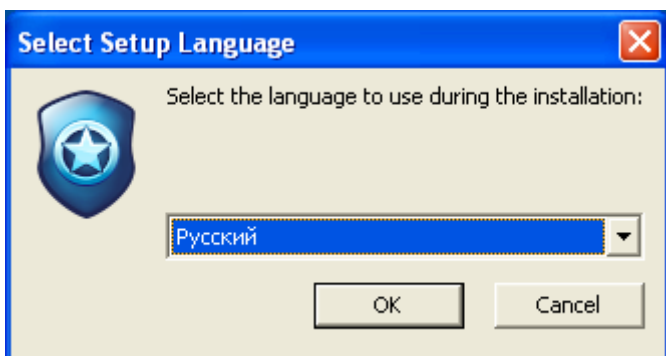 Select Setup Language
Select the language to use during the installation:
Русский
OK
Cancel